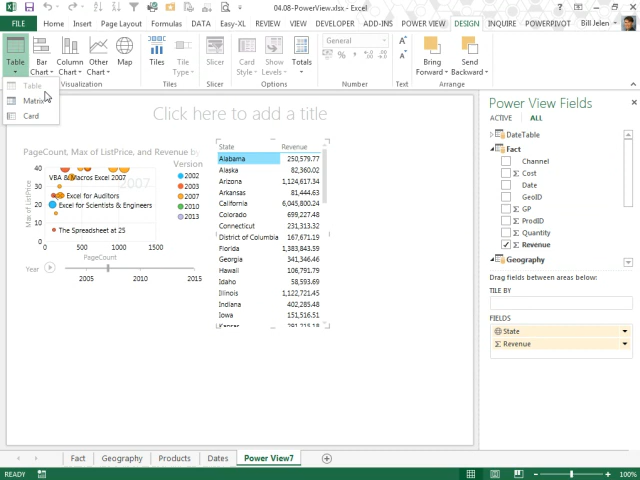 04.08-PowerView.xlsx - Excel
FILE Home Insert Page Layout Formulas DATA Easy-XL REVIEW VIEW DEVELOPER ADD-INS POWER VIEW DESIGN INQUIRE POWERPIVOT Bill Jelen
Table Bar Chart Column Chart Other Chart Map Tiles Tile Type Slicer Card Style Show Levels Totals General $ % Bring Forward Send Backward
Visualization Tiles Slicer Options Number Text Arrange
Table
Matrix
Card
Click here to add a title
PageCount, Max of ListPrice, and Revenue by
Version
2002
2003
2007
2010
2013
Max of ListPrice
40
30
20
10
0
2007
VBA & Macros Excel 2007
Excel for Auditors
Excel for Scientists & Engineers
The Spreadsheet at 25
0 500 1000 1500
PageCount
Year
2005 2010 2015
State Revenue
Alabama 250,579.77
Alaska 82,360.02
Arizona 1,124,617.34
Arkansas 81,444.63
California 6,045,800.24
Colorado 699,227.48
Connecticut 231,313.32
District of Columbia 167,671.19
Florida 1,383,843.59
Georgia 341,346.46
Hawaii 106,791.79
Idaho 58,593.69
Illinois 1,122,721.45
Indiana 402,285.48
Iowa 151,516.51
Kansas 291,215.18
Power View Fields
ACTIVE ALL
DateTable
Fact
Channel
Σ Cost
Date
GeoID
Σ GP
Σ ProdID
Σ Quantity
Σ Revenue
Geography
Drag fields between areas below:
TILE BY
FIELDS
State
Σ Revenue
Fact Geography Products Dates Power View7
READY 100%